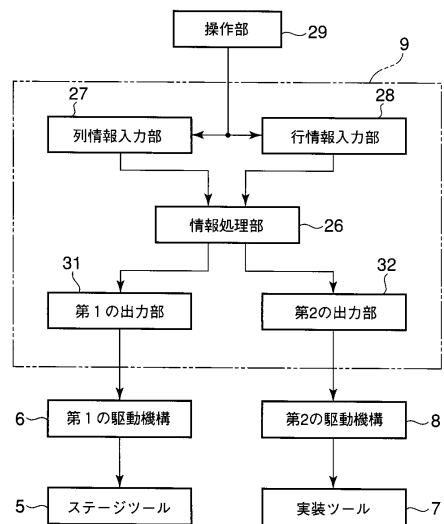 操作部
29
9
27
28
列情報入力部
行情報入力部
情報処理部
26
31
32
第1の出力部
第2の出力部
6
第1の駆動機構
第2の駆動機構
8
5
ステージツール
実装ツール
7